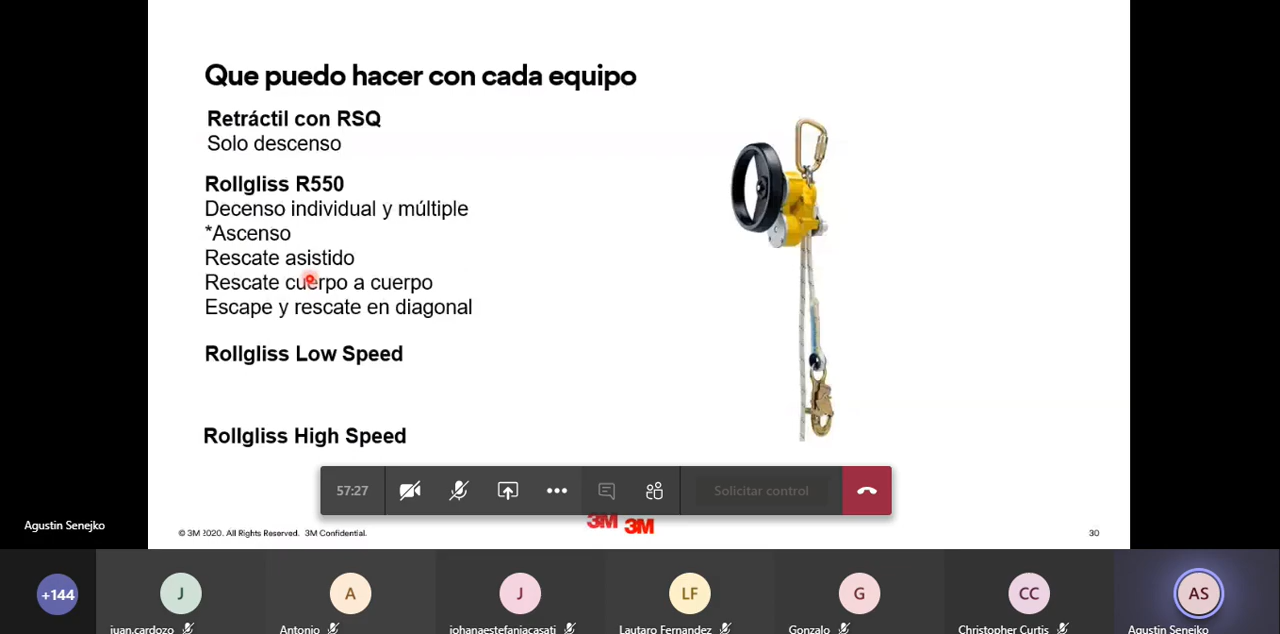 Que puedo hacer con cada equipo
Retráctil con RSQ
Solo descenso
Rollgliss R550
Decenso individual y múltiple
*Ascenso
Rescate asistido
Rescate cuerpo a cuerpo
Escape y rescate en diagonal
Rollgliss Low Speed
Rollgliss High Speed
57:27
Solicitar control
Agustin Senejko
© 3M 2020. All Rights Reserved. 3M Confidential.
3M 3M
30
+144
J
A
J
LF
G
CC
AS
juan.cardozo
Antonio
johanaestefaniacasati
Lautaro Fernandez
Gonzalo
Christopher Curtis
Agustin Senejko